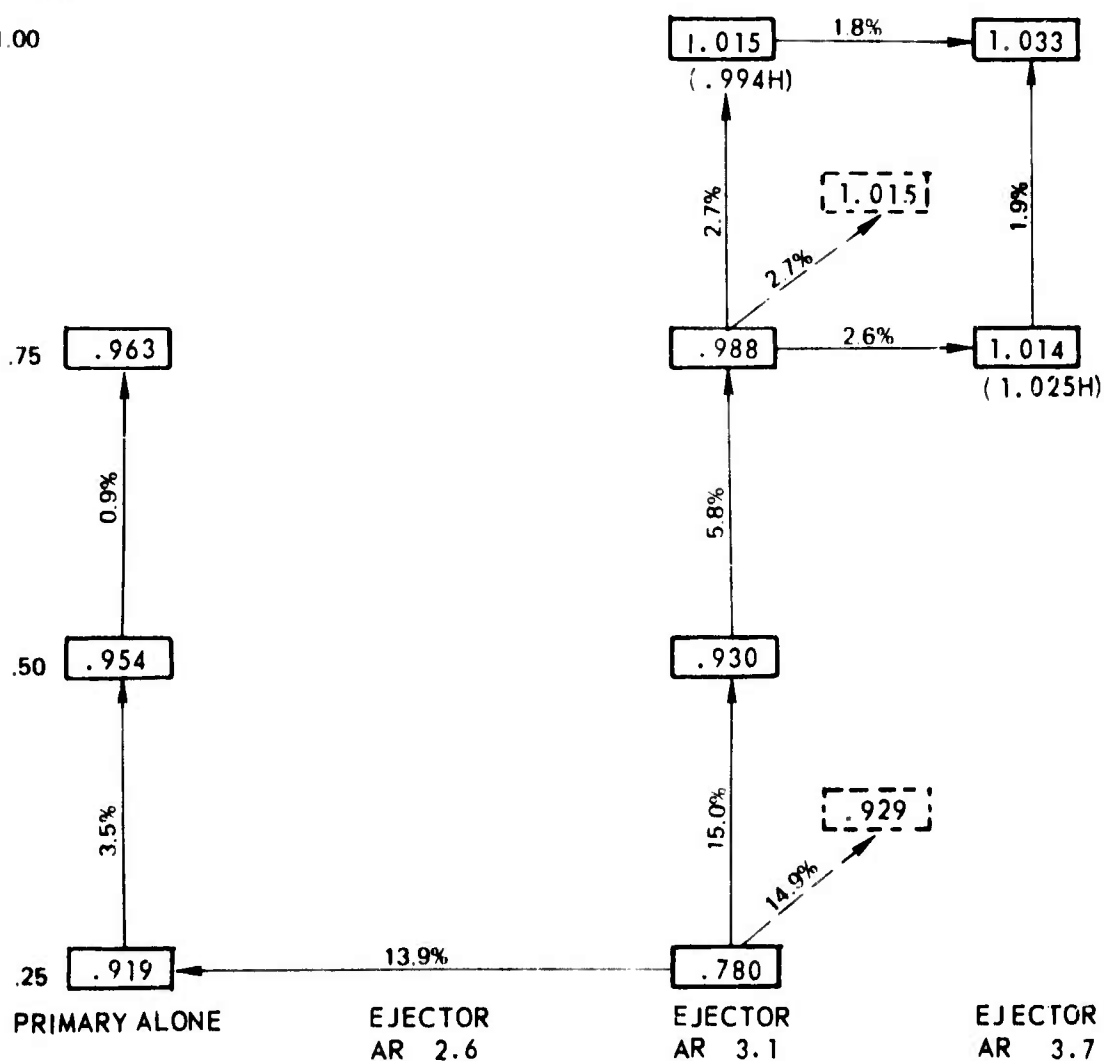 1.00
1.015
1.8%
1.033
(.994H)
1.015
2.7%
2.7%
1.9%
.75
.963
.988
2.6%
1.014
(1.025H)
0.9%
5.8%
.50
.954
.930
3.5%
15.0%
.929
14.9%
.25
.919
13.9%
.780
PRIMARY ALONE
EJECTOR
AR 2.6
EJECTOR
AR 3.1
EJECTOR
AR 3.7